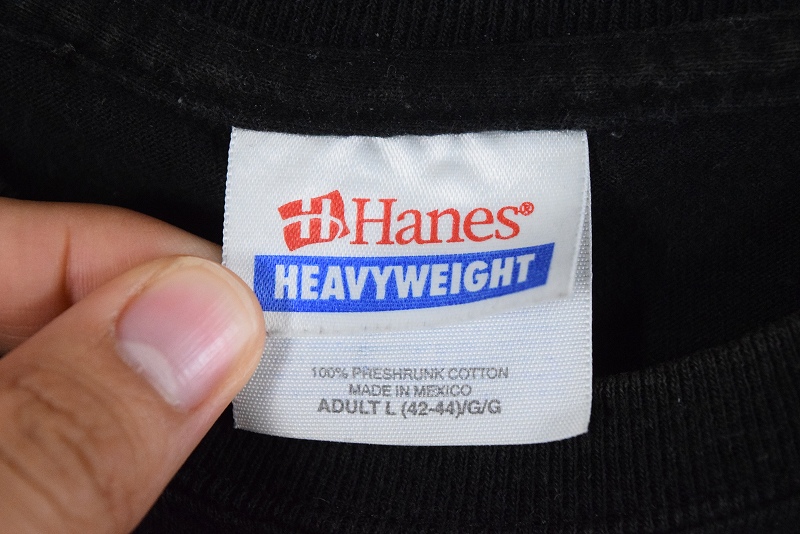 Hanes®
HEAVYWEIGHT
100% PRESHRUNK COTTON
MADE IN MEXICO
ADULT L (42-44)/G/G